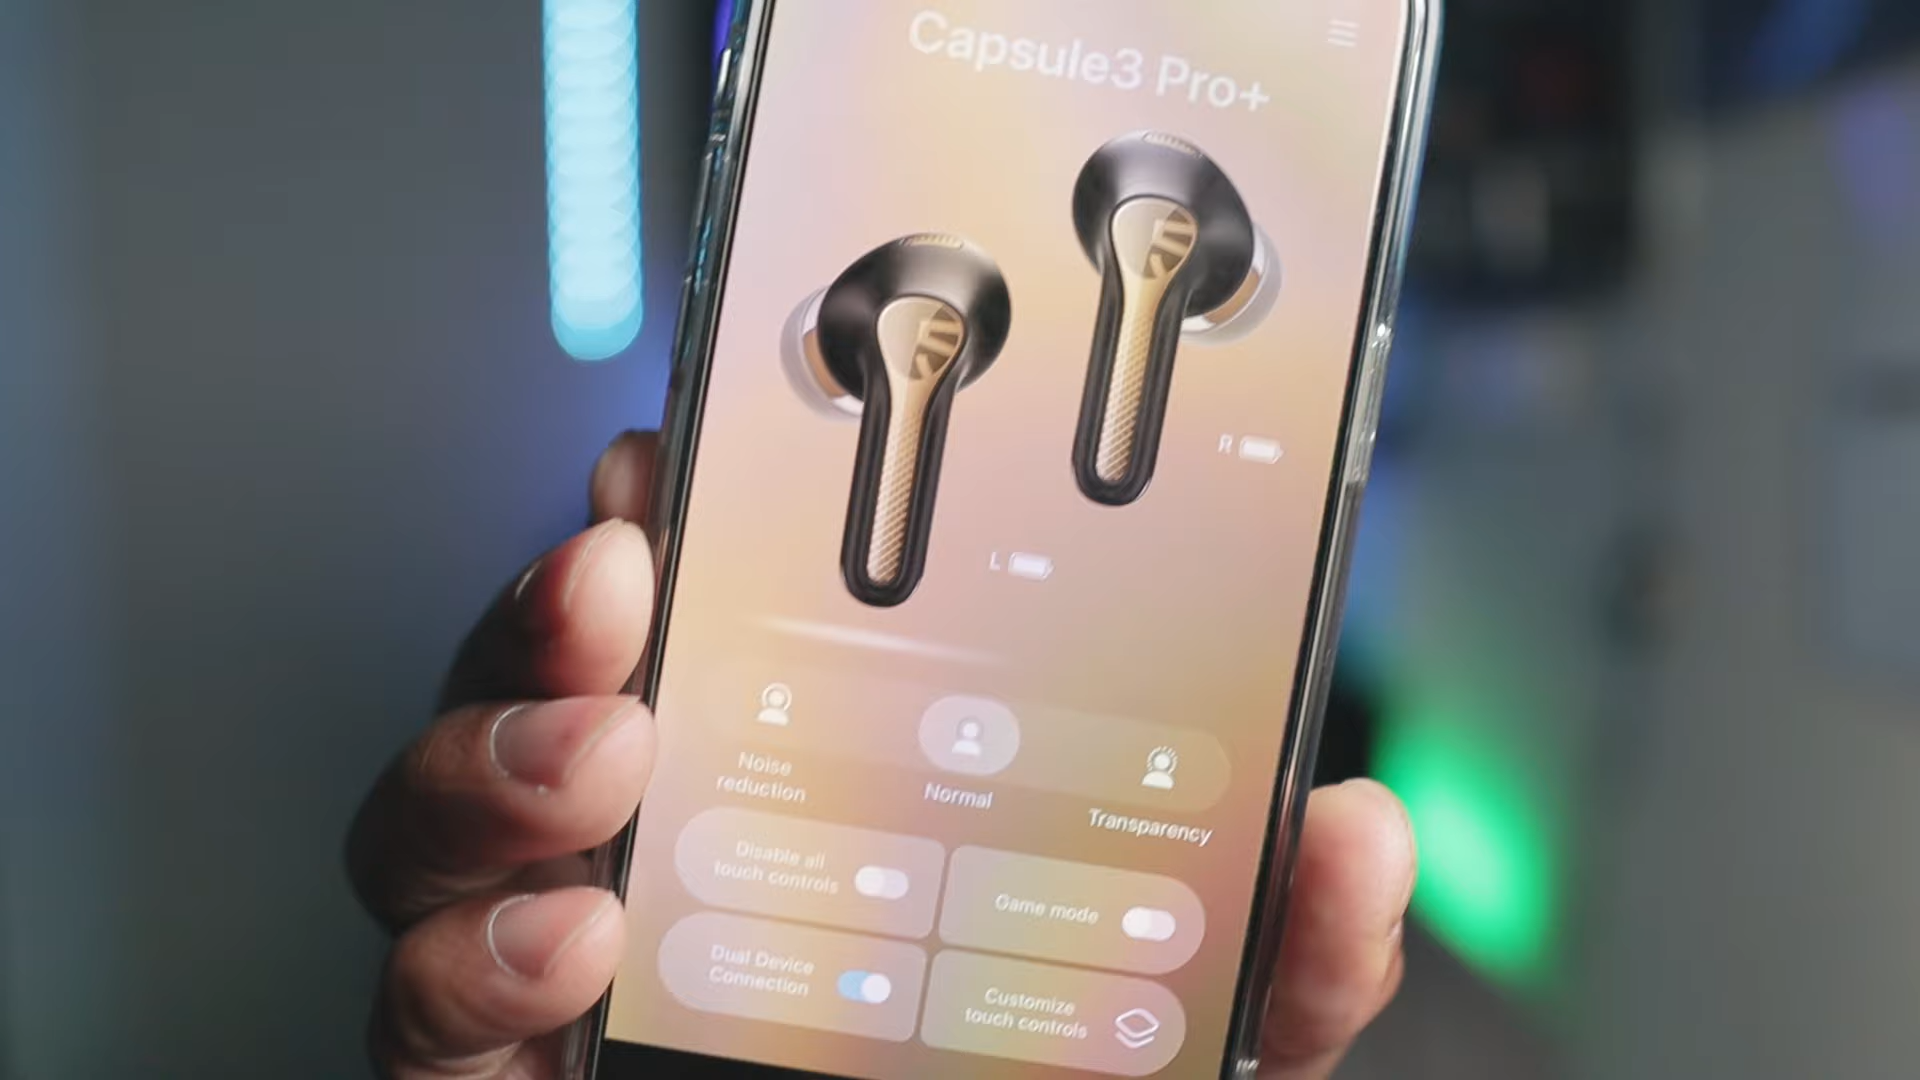 Capsule3 Pro+
R
L
Noise
reduction
Normal
Transparency
Disable all
touch controls
Game mode
Dual Device
Connection
Customize
touch controls